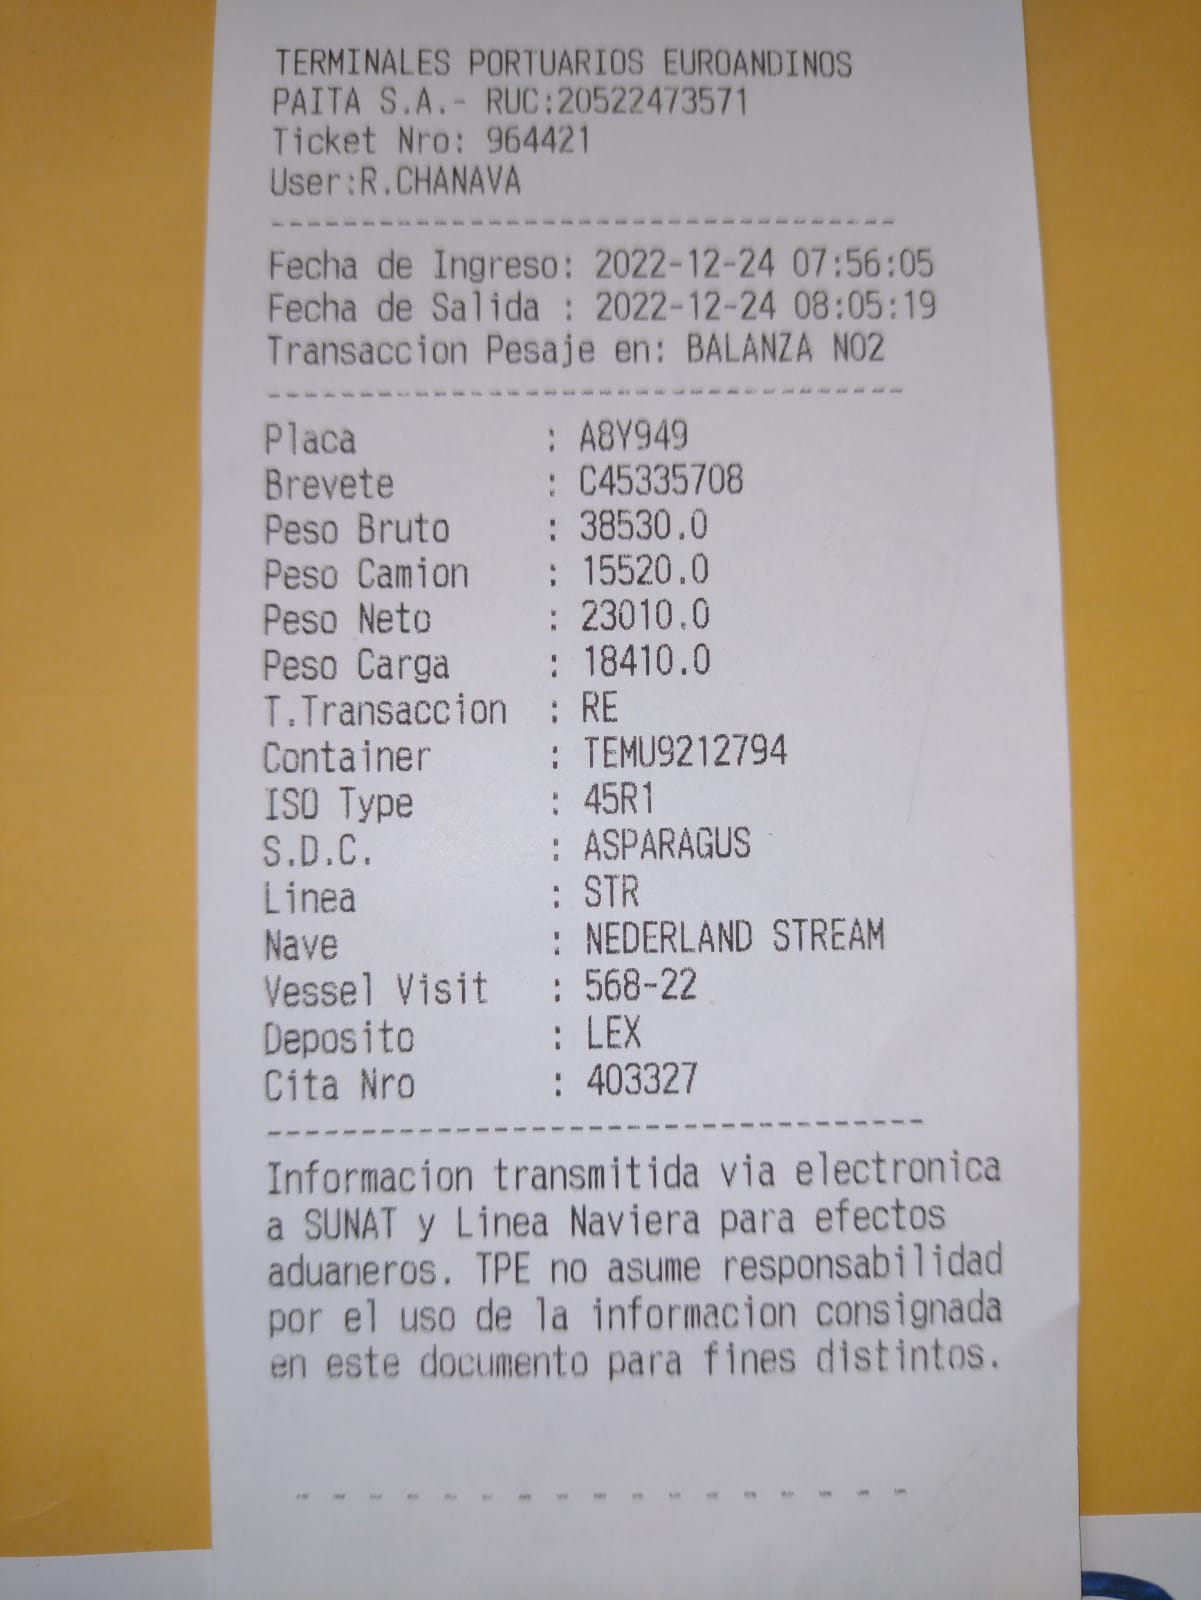 TERMINALES PORTUARIOS EUROANDINOS
PAITA S.A.- RUC:20522473571
Ticket Nro: 964421
User:R.CHANAVA
-----------------------------------
Fecha de Ingreso: 2022-12-24 07:56:05
Fecha de Salida : 2022-12-24 08:05:19
Transaccion Pesaje en: BALANZA NO2
-----------------------------------
Placa : A8Y949
Brevete : C45335708
Peso Bruto : 38530.0
Peso Camion : 15520.0
Peso Neto : 23010.0
Peso Carga : 18410.0
T.Transaccion : RE
Container : TEMU9212794
ISO Type : 45R1
S.D.C. : ASPARAGUS
Linea : STR
Nave : NEDERLAND STREAM
Vessel Visit : 568-22
Deposito : LEX
Cita Nro : 403327
-----------------------------------
Informacion transmitida via electronica
a SUNAT y Linea Naviera para efectos
aduaneros. TPE no asume responsabilidad
por el uso de la informacion consignada
en este documento para fines distintos.
- - - - - - - - - - - - - - - - -